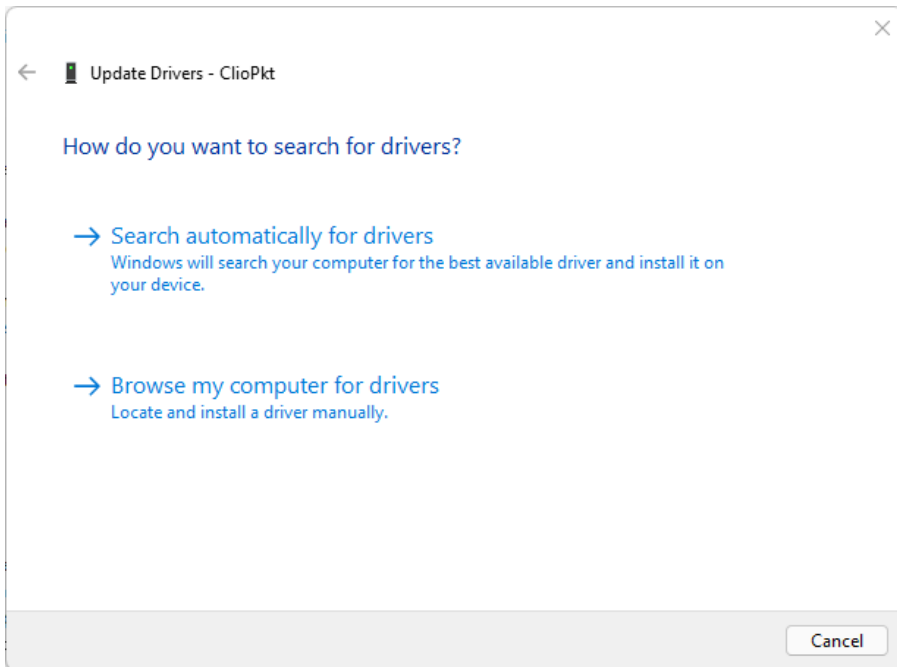 Update Drivers - ClioPkt
How do you want to search for drivers?
Search automatically for drivers
Windows will search your computer for the best available driver and install it on
your device.
Browse my computer for drivers
Locate and install a driver manually.
Cancel